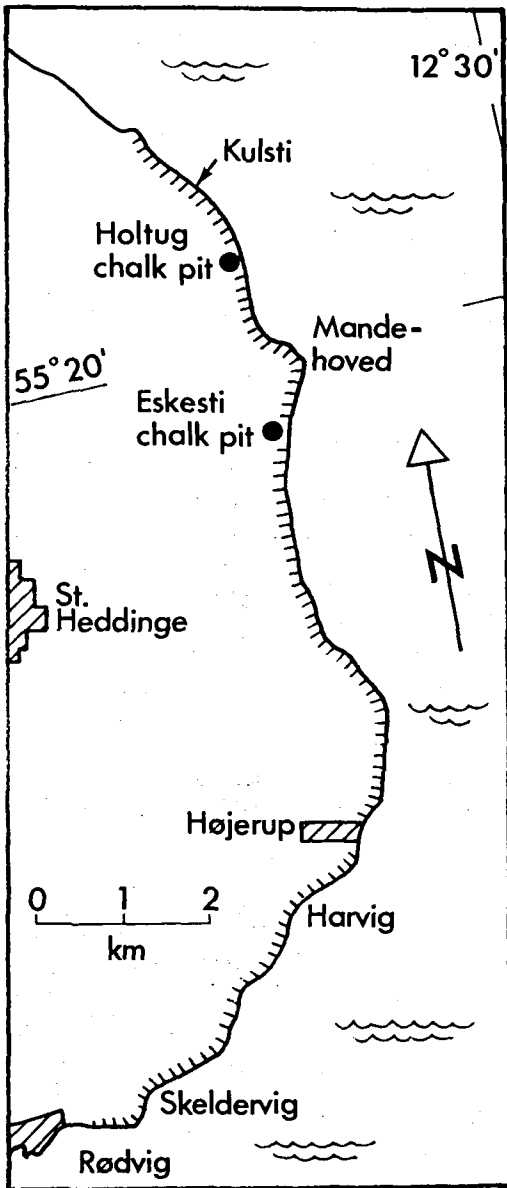 12° 30'
Kulsti
Holtug
chalk pit
Mande-
hoved
55° 20'
Eskesti
chalk pit
N
St.
Heddinge
Højerup
0 1 2
km
Harvig
Skeldervig
Rødvig